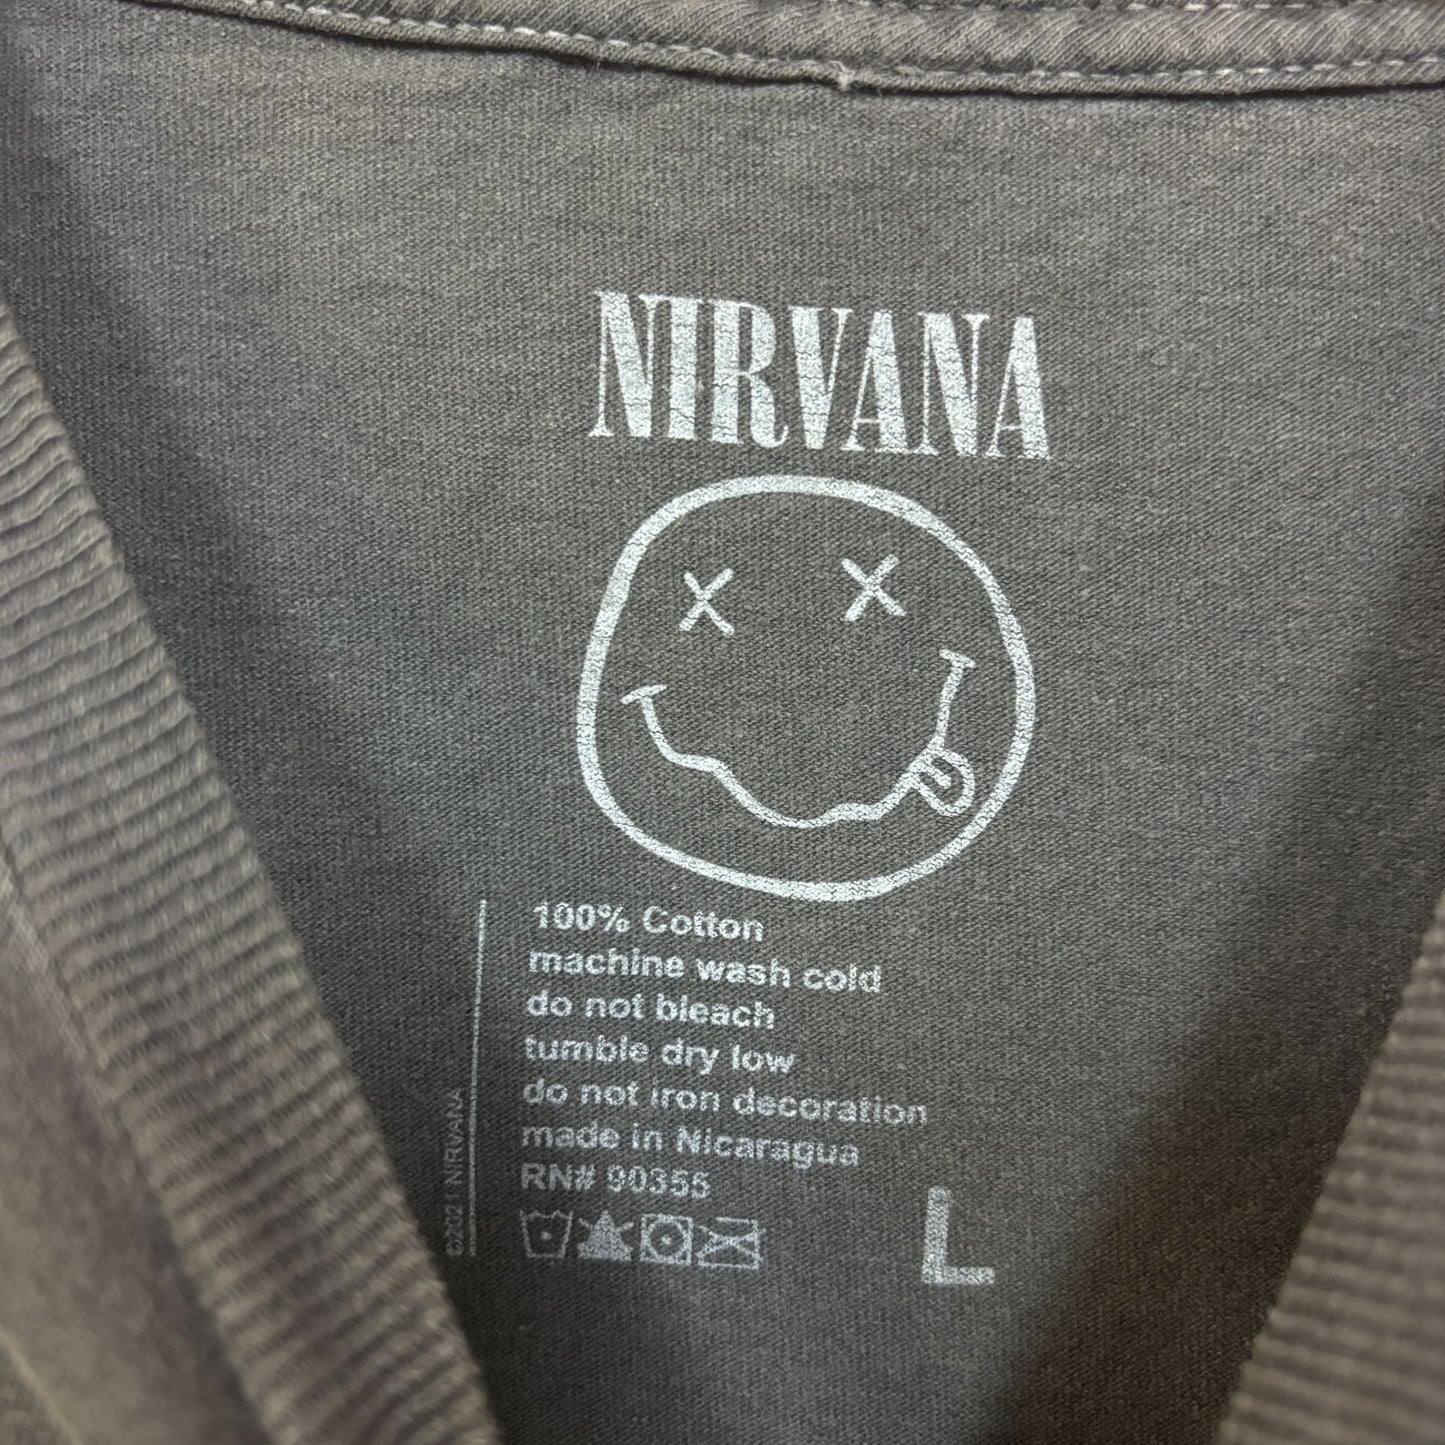 NIRVANA
100% Cotton
machine wash cold
do not bleach
tumble dry low
do not iron decoration
made in Nicaragua
RN# 90355
L
©2021 NIRVANA